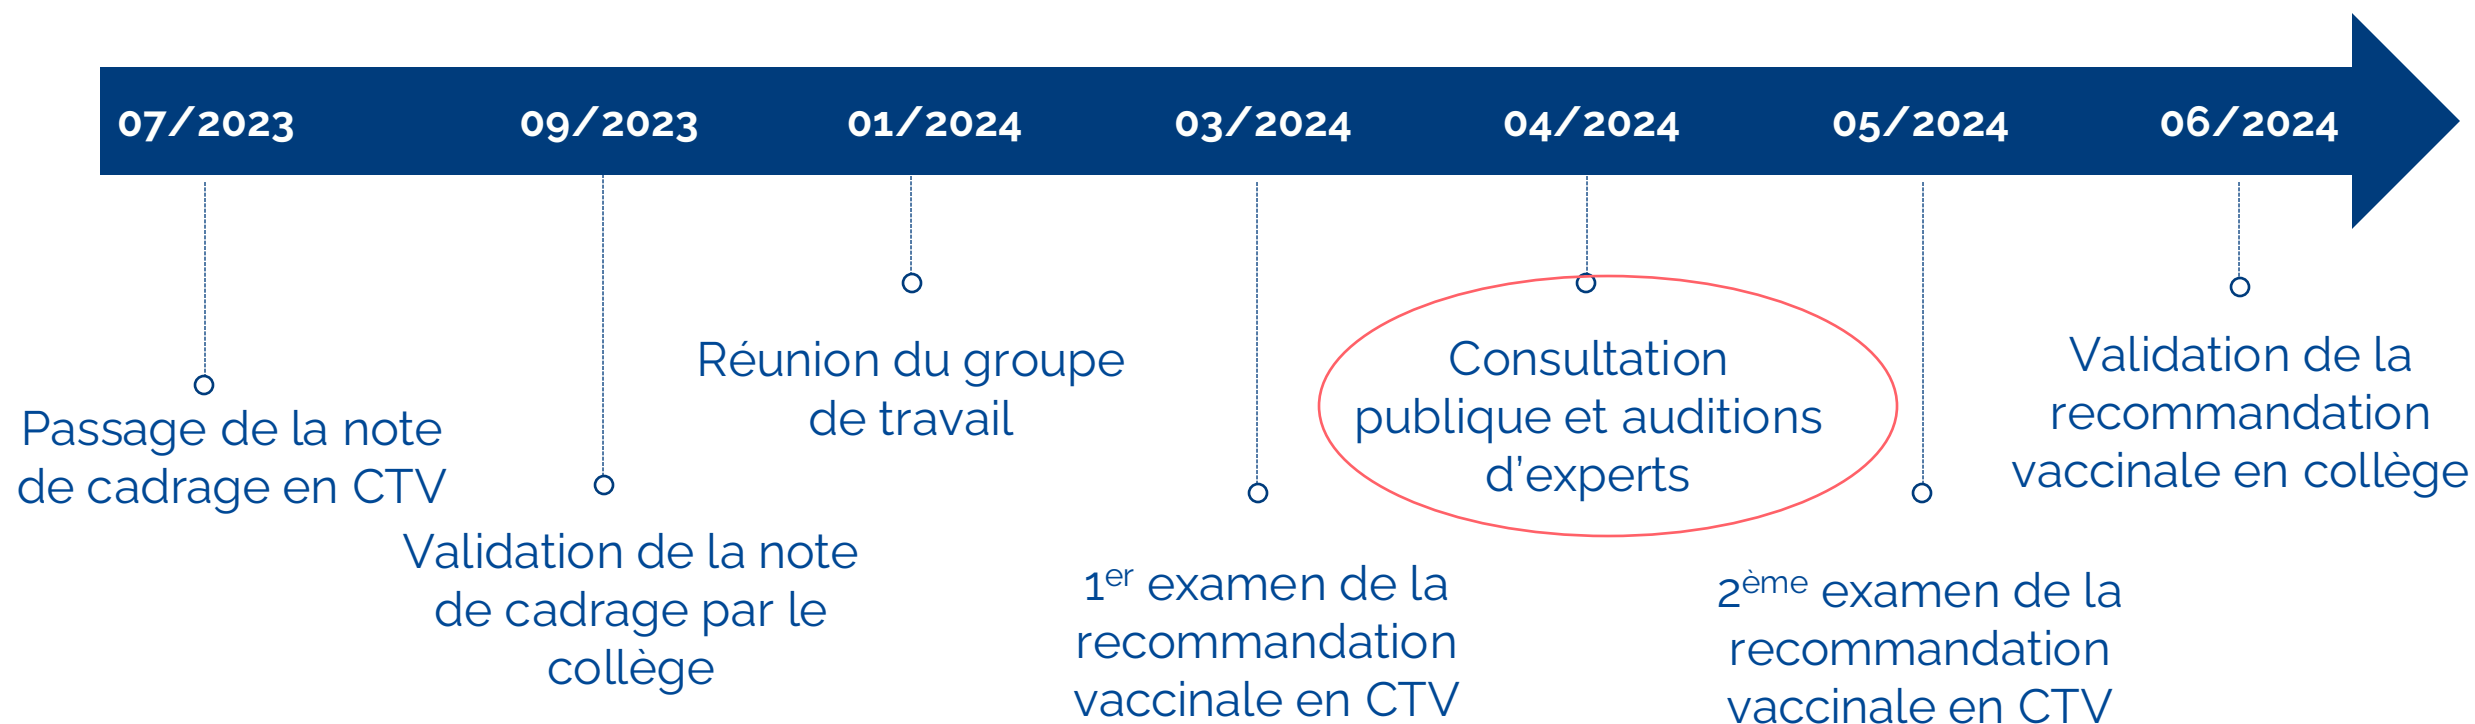 07/2023
09/2023
01/2024
03/2024
04/2024
05/2024
06/2024
Passage de la note
de cadrage en CTV
Validation de la note
de cadrage par le
collège
Réunion du groupe
de travail
1er examen de la
recommandation
vaccinale en CTV
Consultation
publique et auditions
d’experts
2ème examen de la
recommandation
vaccinale en CTV
Validation de la
recommandation
vaccinale en collège